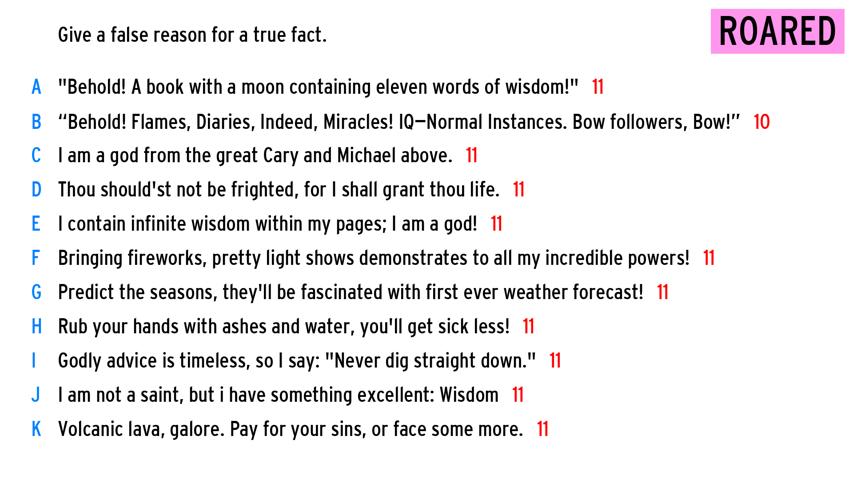 Give a false reason for a true fact.
ROARED
A "Behold! A book with a moon containing eleven words of wisdom!" 11
B “Behold! Flames, Diaries, Indeed, Miracles! IQ—Normal Instances. Bow followers, Bow!” 10
C I am a god from the great Cary and Michael above. 11
D Thou should'st not be frighted, for I shall grant thou life. 11
E I contain infinite wisdom within my pages; I am a god! 11
F Bringing fireworks, pretty light shows demonstrates to all my incredible powers! 11
G Predict the seasons, they'll be fascinated with first ever weather forecast! 11
H Rub your hands with ashes and water, you'll get sick less! 11
I Godly advice is timeless, so I say: "Never dig straight down." 11
J I am not a saint, but i have something excellent: Wisdom 11
K Volcanic lava, galore. Pay for your sins, or face some more. 11